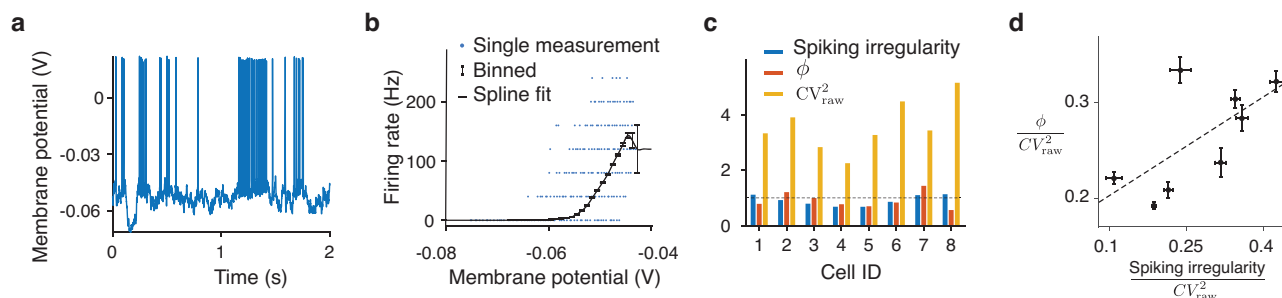 a
Membrane potential (V)
0
-0.03
-0.06
0
1
2
Time (s)
b
Single measurement
Binned
Spline fit
Firing rate (Hz)
200
100
0
-0.08
-0.06
-0.04
Membrane potential (V)
c
Spiking irregularity
ϕ
CV²raw
4
2
0
1 2 3 4 5 6 7 8
Cell ID
d
ϕ
CV²raw
0.3
0.2
0.1
0.25
0.4
Spiking irregularity
CV²raw